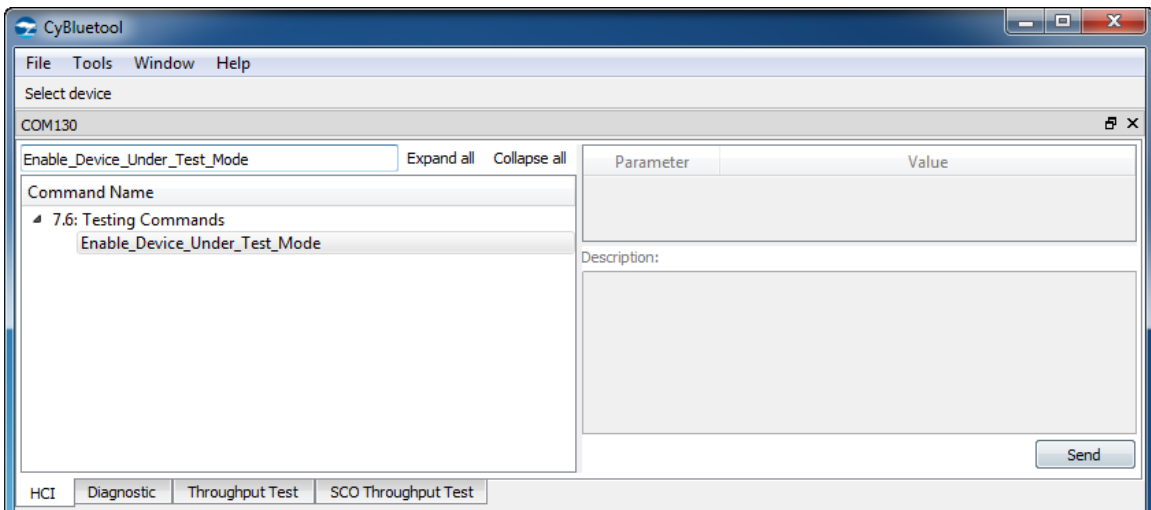 CyBluetool
File Tools Window Help
Select device
COM130
Enable_Device_Under_Test_Mode Expand all Collapse all
Command Name
7.6: Testing Commands
Enable_Device_Under_Test_Mode
Parameter Value
Description:
Send
HCI Diagnostic Throughput Test SCO Throughput Test